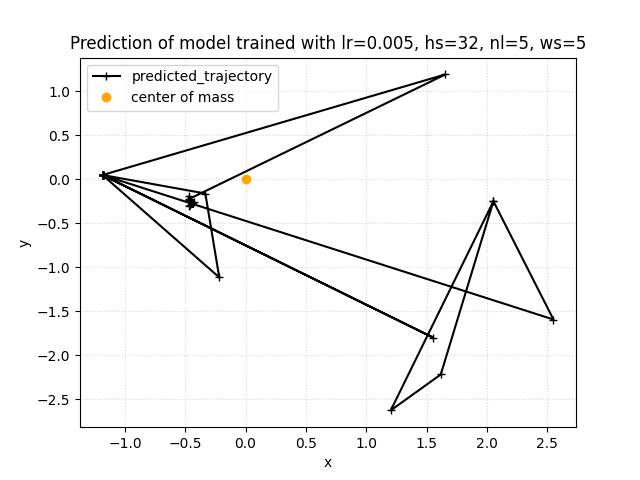 Prediction of model trained with lr=0.005, hs=32, nl=5, ws=5
predicted_trajectory
center of mass
1.0
0.5
0.0
−0.5
−1.0
−1.5
−2.0
−2.5
y
−1.0 −0.5 0.0 0.5 1.0 1.5 2.0 2.5
x